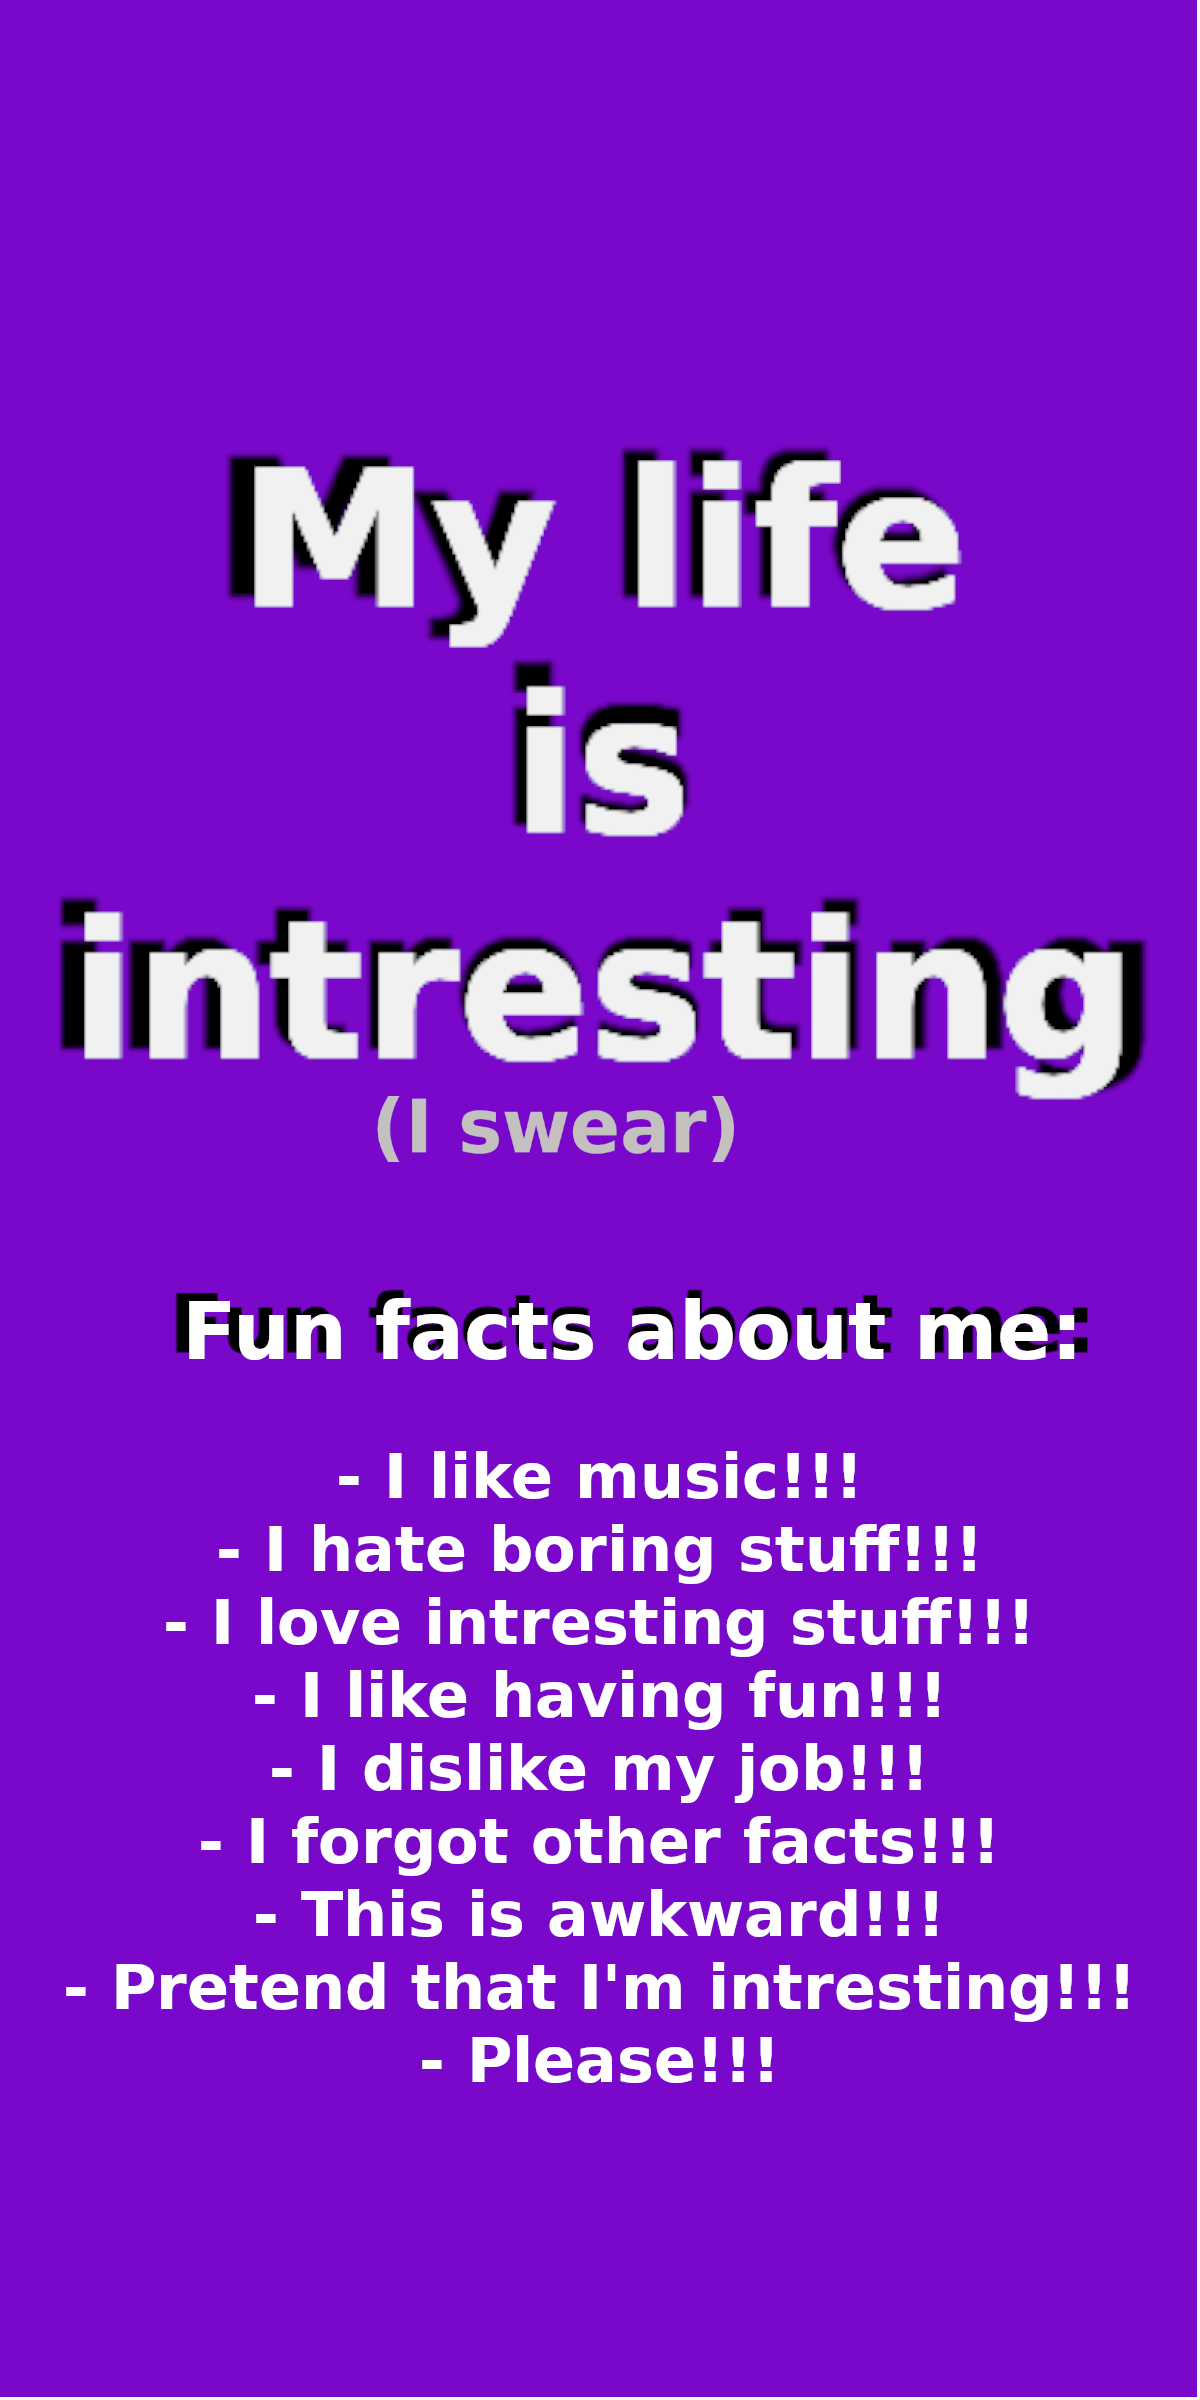 My life
is
intresting
(I swear)
Fun facts about me:
- I like music!!!
- I hate boring stuff!!!
- I love intresting stuff!!!
- I like having fun!!!
- I dislike my job!!!
- I forgot other facts!!!
- This is awkward!!!
- Pretend that I'm intresting!!!
- Please!!!